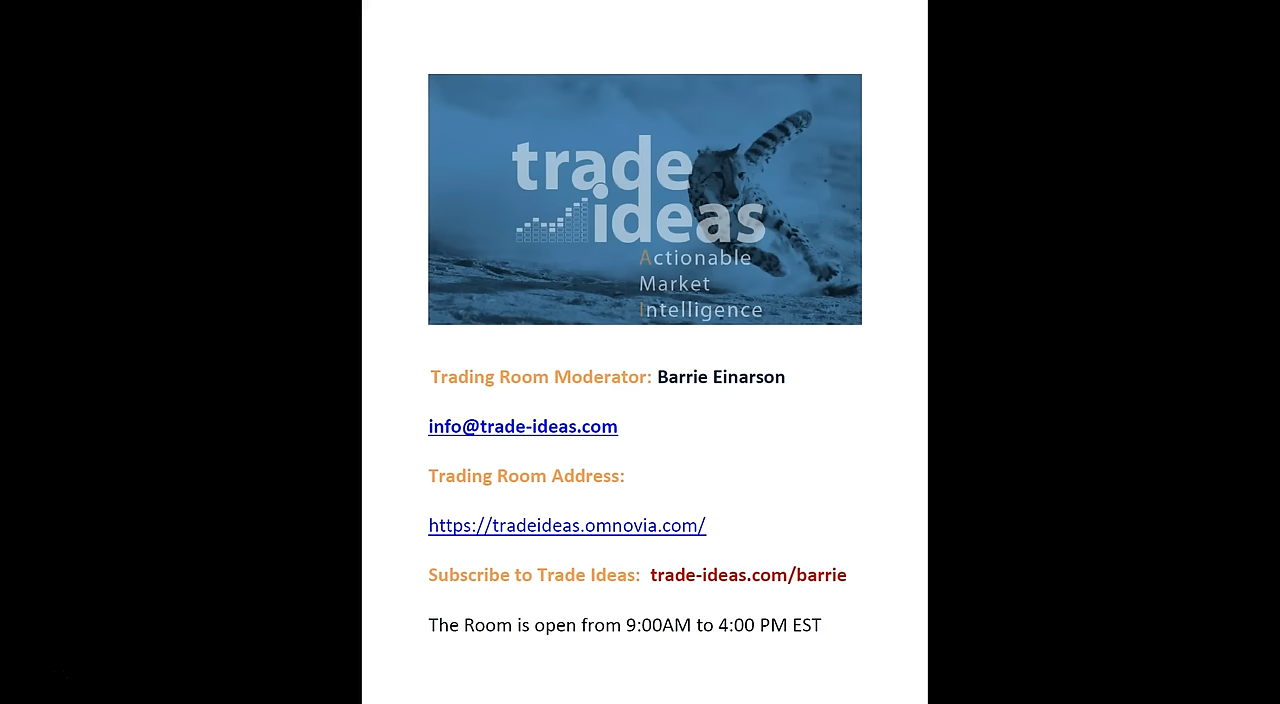 trade
ideas
Actionable
Market
Intelligence
Trading Room Moderator: Barrie Einarson
info@trade-ideas.com
Trading Room Address:
https://tradeideas.omnovia.com/
Subscribe to Trade Ideas: trade-ideas.com/barrie
The Room is open from 9:00AM to 4:00 PM EST